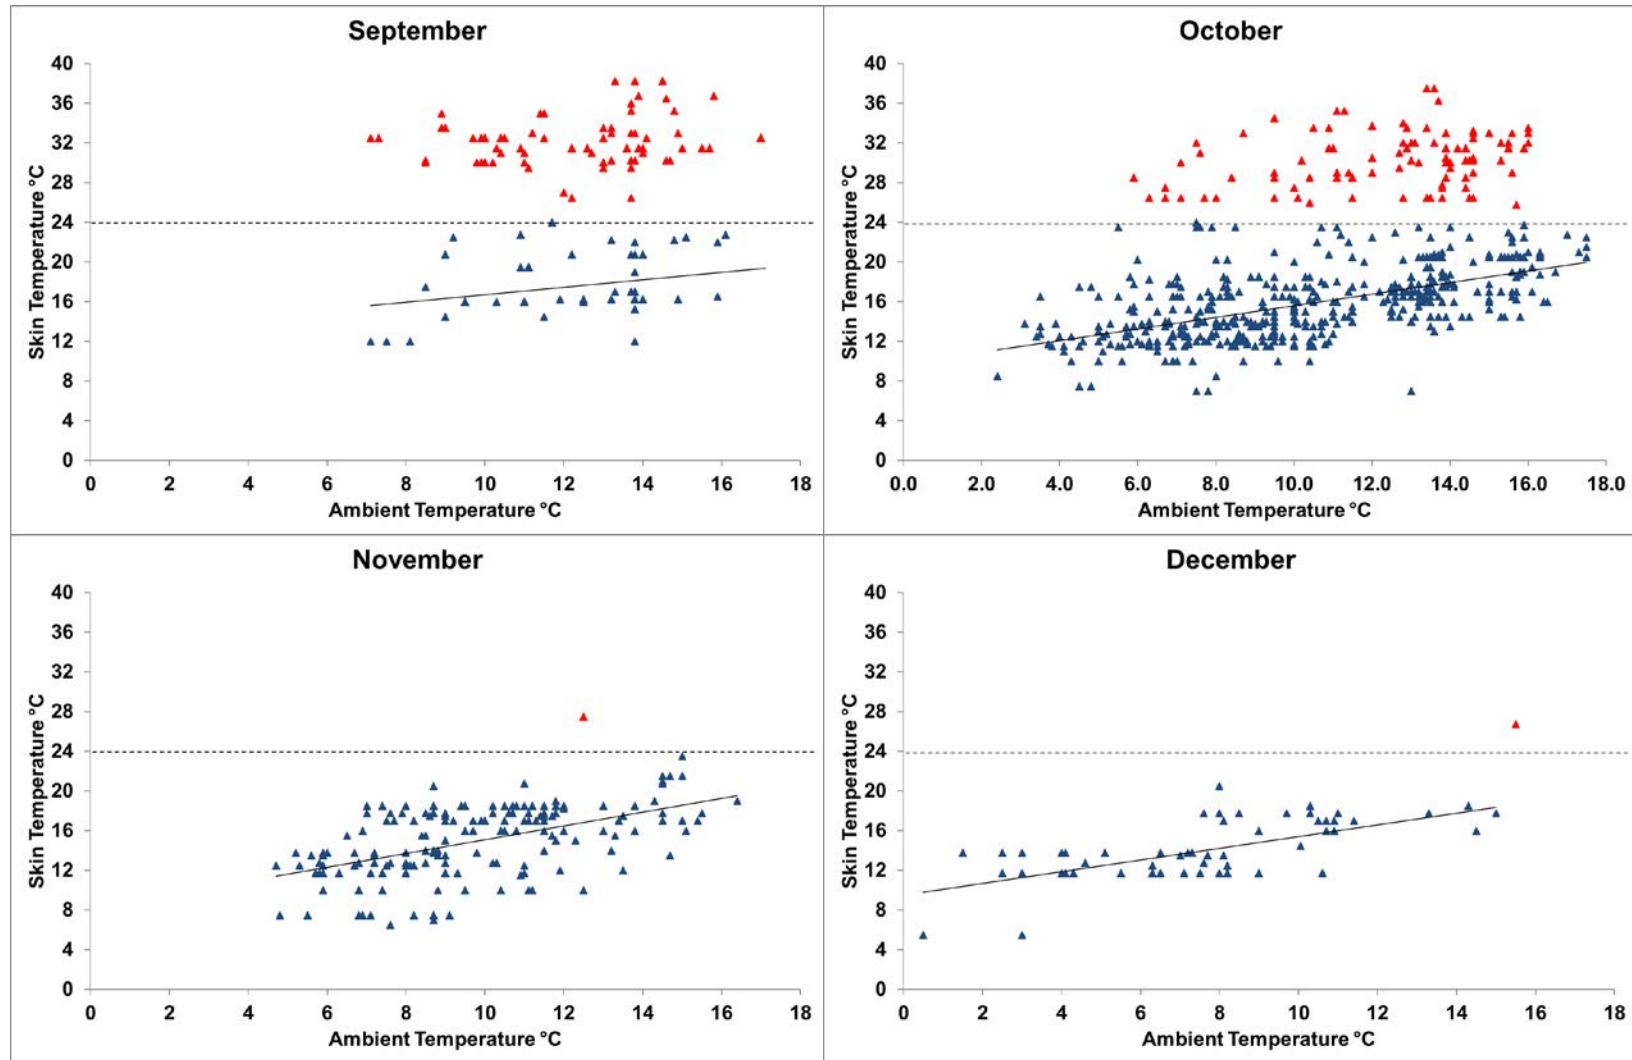 September
40
36
32
28
24
20
16
12
8
4
0
Skin Temperature °C
0 2 4 6 8 10 12 14 16 18
Ambient Temperature °C
October
40
36
32
28
24
20
16
12
8
4
0
Skin Temperature °C
0.0 2.0 4.0 6.0 8.0 10.0 12.0 14.0 16.0 18.0
Ambient Temperature °C
November
40
36
32
28
24
20
16
12
8
4
0
Skin Temperature °C
0 2 4 6 8 10 12 14 16 18
Ambient Temperature °C
December
40
36
32
28
24
20
16
12
8
4
0
Skin Temperature °C
0 2 4 6 8 10 12 14 16 18
Ambient Temperature °C